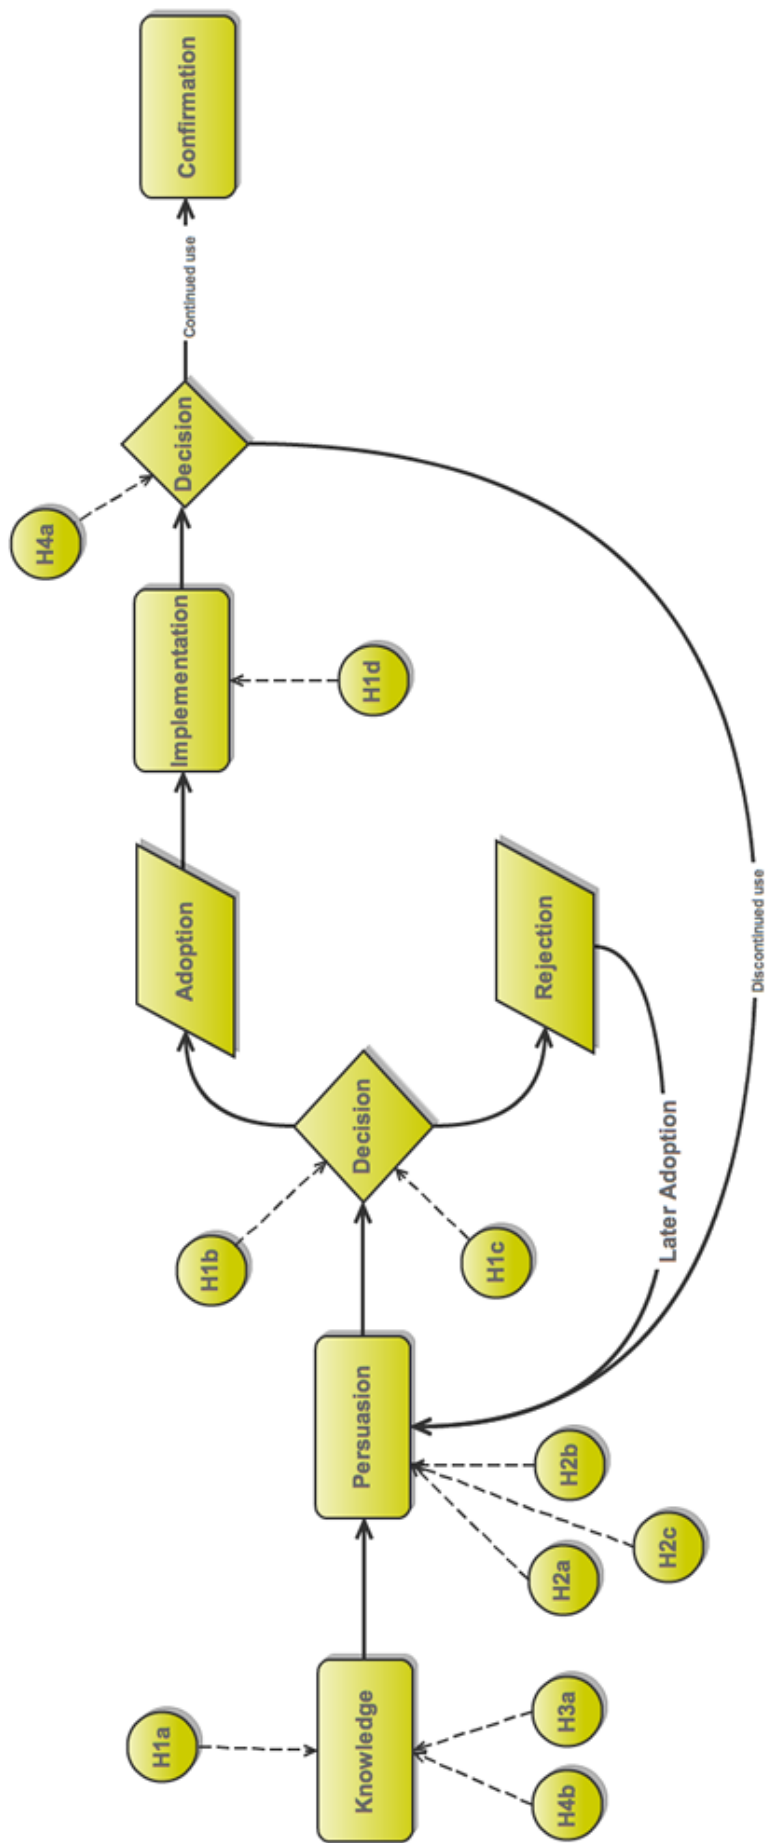 H1a
Knowledge
H4b
H3a
Persuasion
H2a
H2c
H2b
H1b
Decision
H1c
Adoption
Rejection
Later Adoption
Implementation
H1d
H4a
Decision
Continued use
Discontinued use
Confirmation